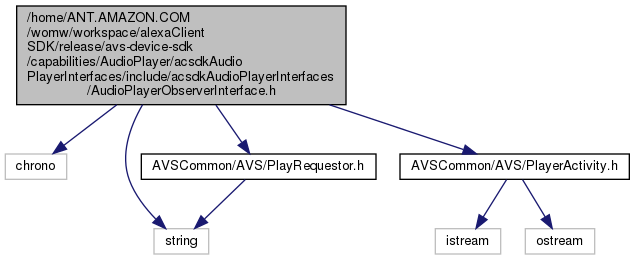 /home/ANT.AMAZON.COM
/womw/workspace/alexaClient
SDK/release/avs-device-sdk
/capabilities/AudioPlayer/acsdkAudio
PlayerInterfaces/include/acsdkAudioPlayerInterfaces
/AudioPlayerObserverInterface.h
chrono
AVSCommon/AVS/PlayRequestor.h
AVSCommon/AVS/PlayerActivity.h
string
istream
ostream